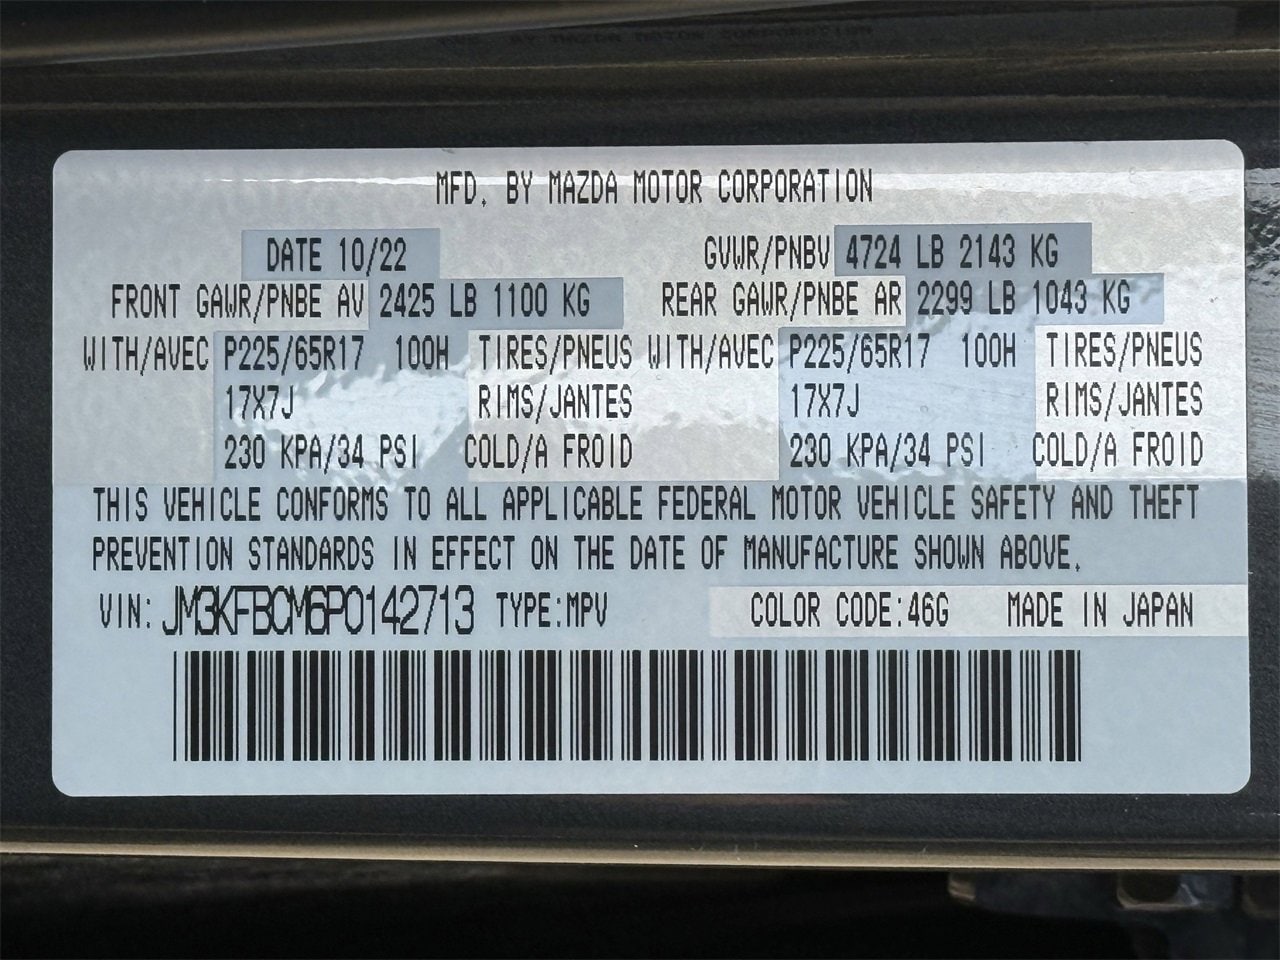 MFD. BY MAZDA MOTOR CORPORATION
DATE 10/22 GVWR/PNBV 4724 LB 2143 KG
FRONT GAWR/PNBE AV 2425 LB 1100 KG REAR GAWR/PNBE AR 2299 LB 1043 KG
WITH/AVEC P225/65R17 100H TIRES/PNEUS WITH/AVEC P225/65R17 100H TIRES/PNEUS
17X7J RIMS/JANTES 17X7J RIMS/JANTES
230 KPA/34 PSI COLD/A FROID 230 KPA/34 PSI COLD/A FROID
THIS VEHICLE CONFORMS TO ALL APPLICABLE FEDERAL MOTOR VEHICLE SAFETY AND THEFT
PREVENTION STANDARDS IN EFFECT ON THE DATE OF MANUFACTURE SHOWN ABOVE.
VIN: JM3KFBCM6P0142713 TYPE:MPV COLOR CODE:46G MADE IN JAPAN